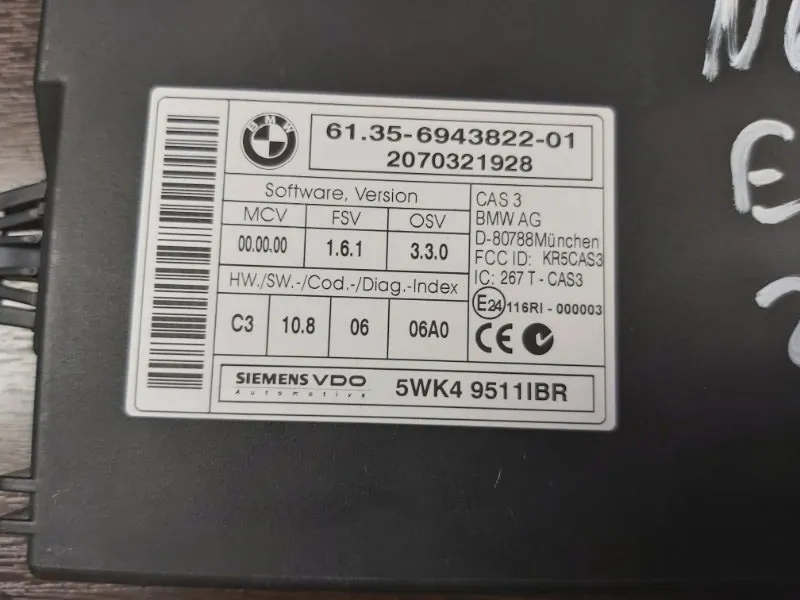 BMW
61.35-6943822-01
2070321928
Software, Version
MCV FSV OSV
00.00.00 1.6.1 3.3.0
HW./SW.-/Cod.-/Diag.-Index
C3 10.8 06 06A0
CAS 3
BMW AG
D-80788München
FCC ID: KR5CAS3
IC: 267 T - CAS3
E24 116RI - 000003
CE
SIEMENS VDO
Automotive
5WK4 9511IBR